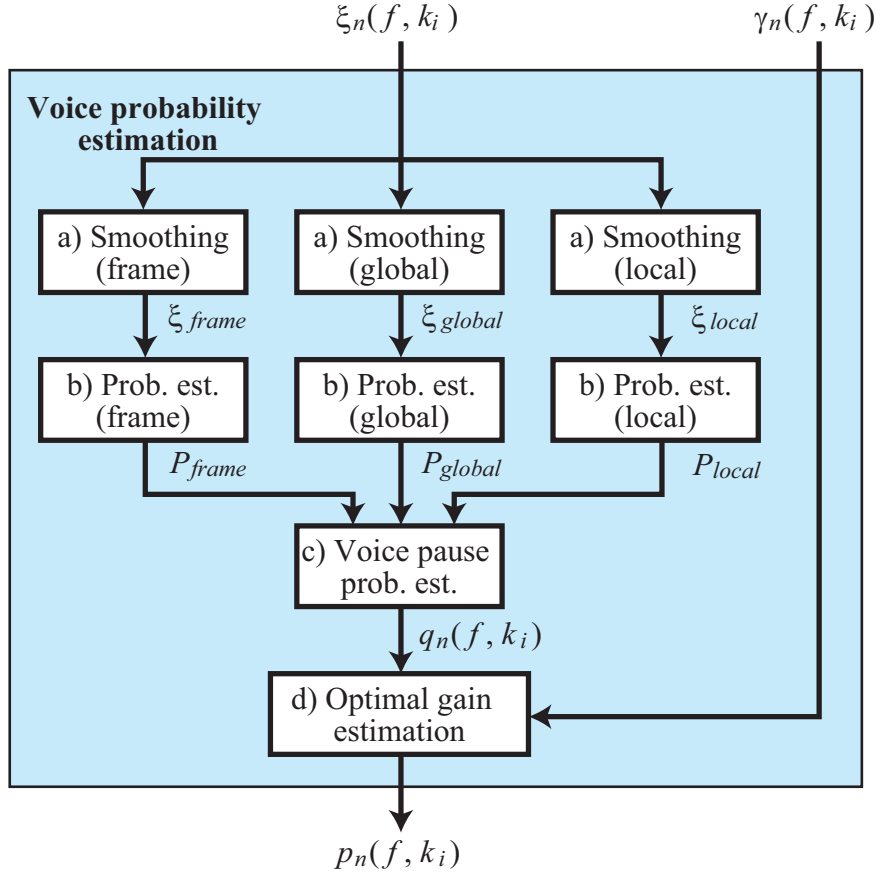 ξn(f, ki)
γn(f, ki)
Voice probability
estimation
a) Smoothing
(frame)
a) Smoothing
(global)
a) Smoothing
(local)
ξframe
ξglobal
ξlocal
b) Prob. est.
(frame)
b) Prob. est.
(global)
b) Prob. est.
(local)
Pframe
Pglobal
Plocal
c) Voice pause
prob. est.
qn(f, ki)
d) Optimal gain
estimation
pn(f, ki)